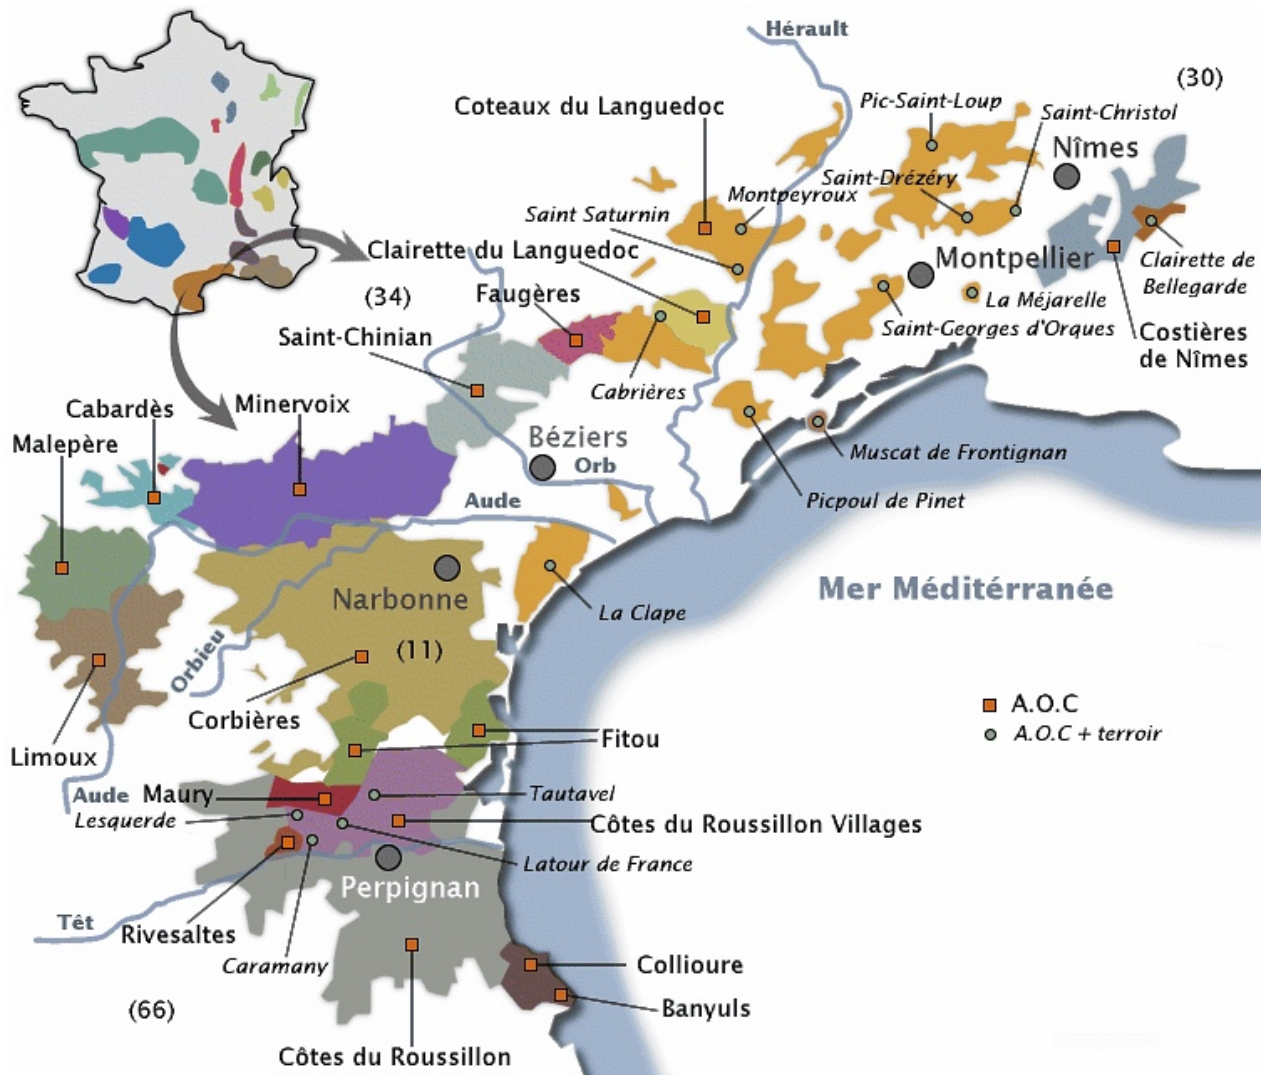 Hérault
(30)
Pic-Saint-Loup
Coteaux du Languedoc
Saint-Christol
Nîmes
Saint-Drézéry
Montpeyroux
Saint Saturnin
Clairette du Languedoc
Montpellier
Clairette de
Bellegarde
(34)
Faugères
La Méjarelle
Saint-Georges d'Orques
Saint-Chinian
Costières
de Nîmes
Cabrières
Cabardès
Minervoix
Malepère
Béziers
Orb
Muscat de Frontignan
Aude
Picpoul de Pinet
Mer Méditérranée
Narbonne
La Clape
(11)
Orbieu
Corbières
A.O.C
A.O.C + terroir
Limoux
Fitou
Aude
Maury
Tautavel
Lesquerde
Côtes du Roussillon Villages
Latour de France
Perpignan
Têt
Rivesaltes
Caramany
Collioure
(66)
Banyuls
Côtes du Roussillon